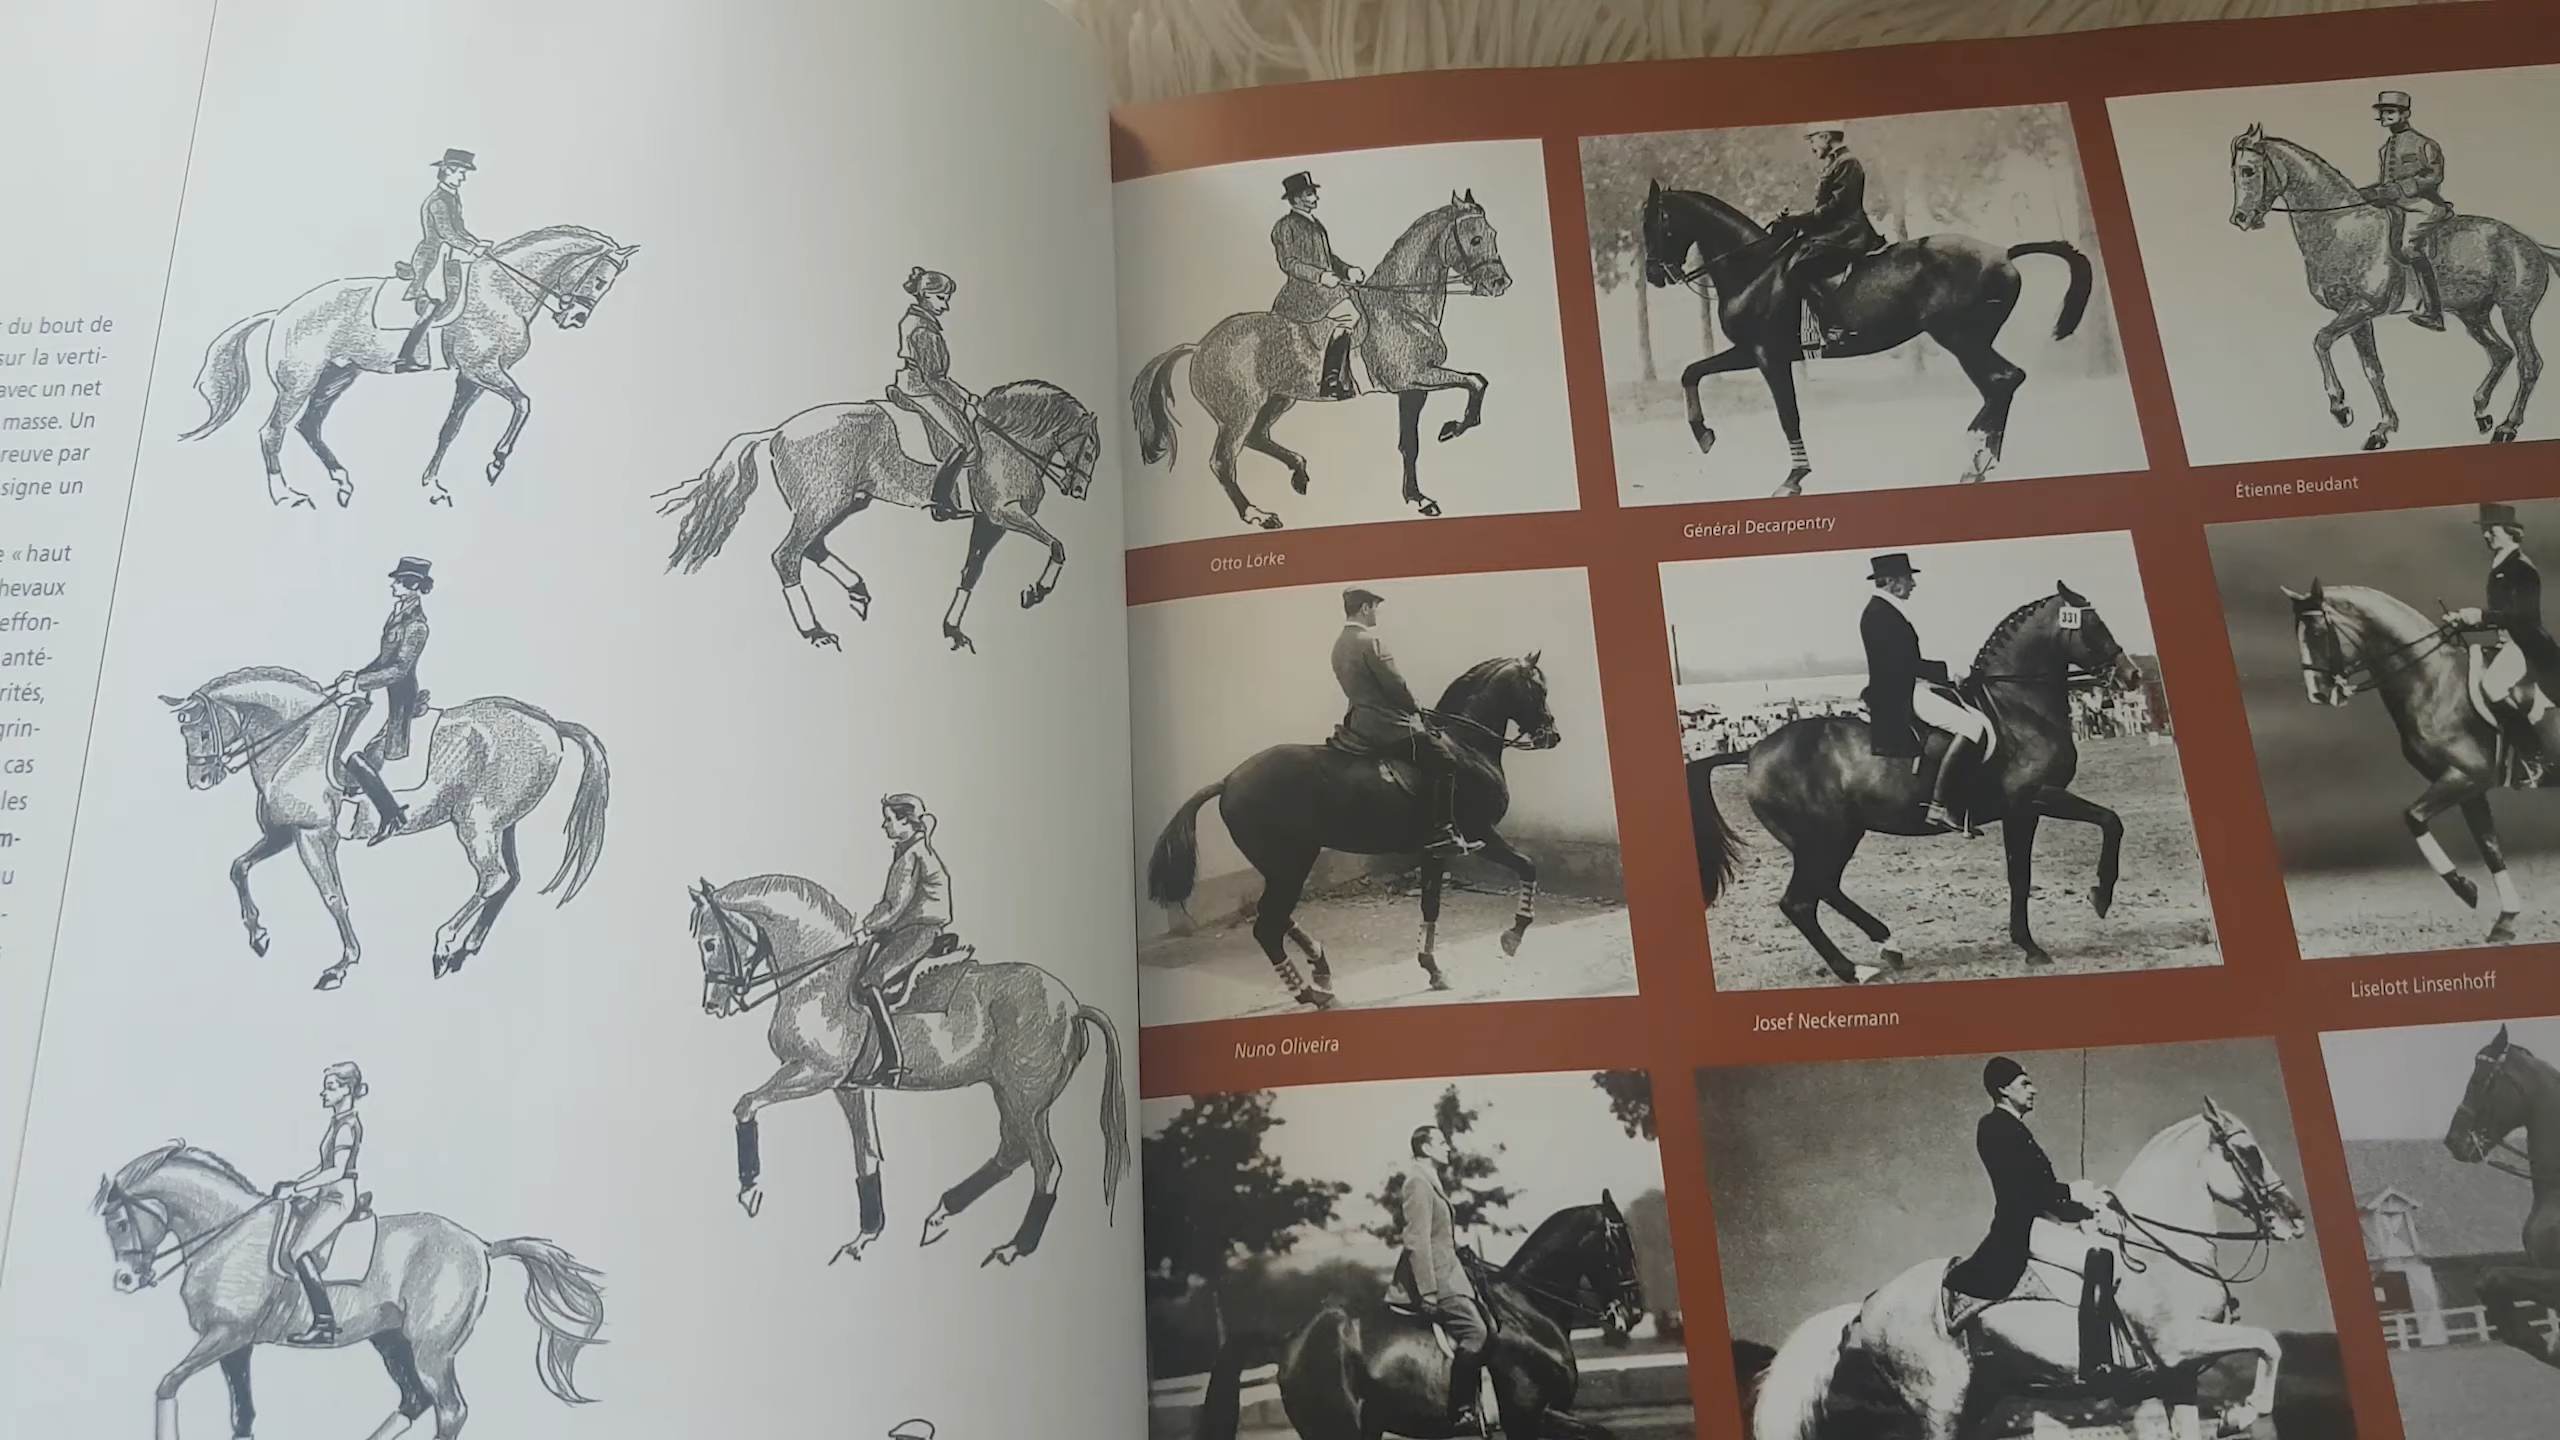 du bout de
sur la verti-
avec un net
masse. Un
reuve par
signe un
e « haut
hevaux
effon-
anté-
rités,
grin-
cas
les
m-
u
-
Otto Lörke
Général Decarpentry
Étienne Beudant
331
Nuno Oliveira
Josef Neckermann
Liselott Linsenhoff